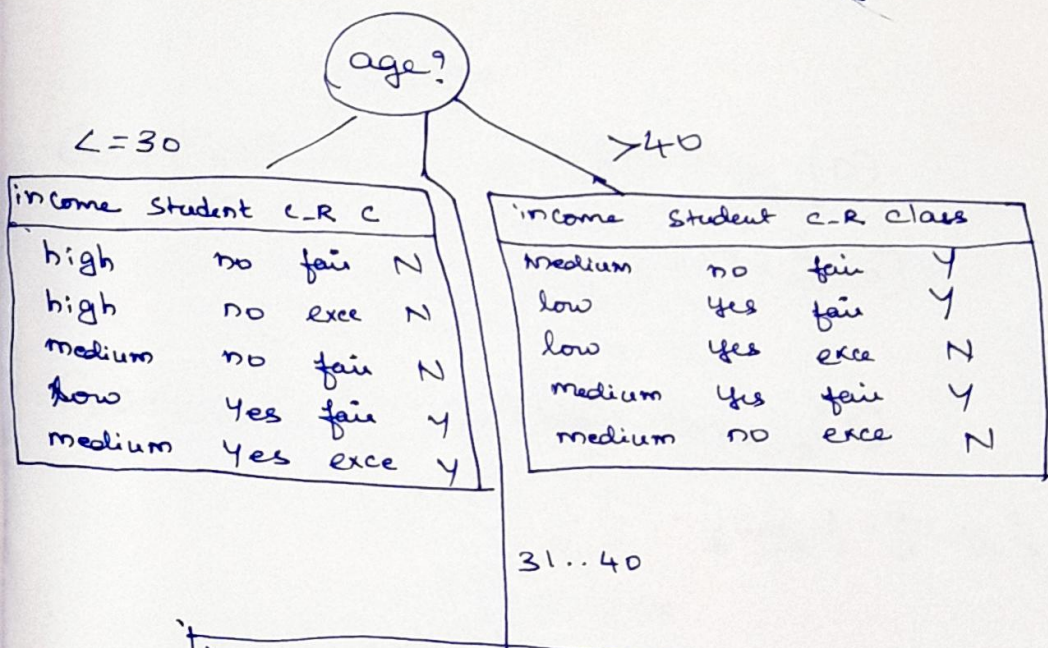 age?
<=30
>40
income Student C_R C
high no fair N
high no exce N
medium no fair N
low Yes fair Y
medium Yes exce Y
income Student C_R Class
Medium no fair Y
low yes fair Y
low yes exce N
medium yes fair Y
medium no exce N
31..40